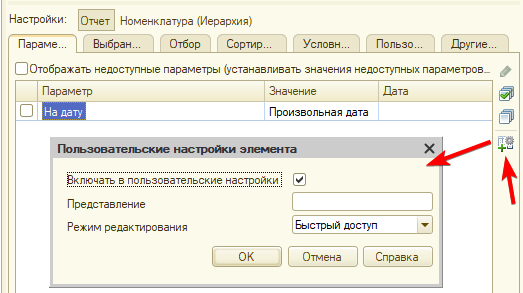 Настройки: Отчет Номенклатура (Иерархия)
Параме... Выбран... Отбор Сортир... Условн... Пользо... Другие...
Отображать недоступные параметры (устанавливать значения недоступных параметров...
Параметр Значение Дата
На дату Произвольная дата
Пользовательские настройки элемента
Включать в пользовательские настройки
Представление
Режим редактирования Быстрый доступ
OK Отмена Справка